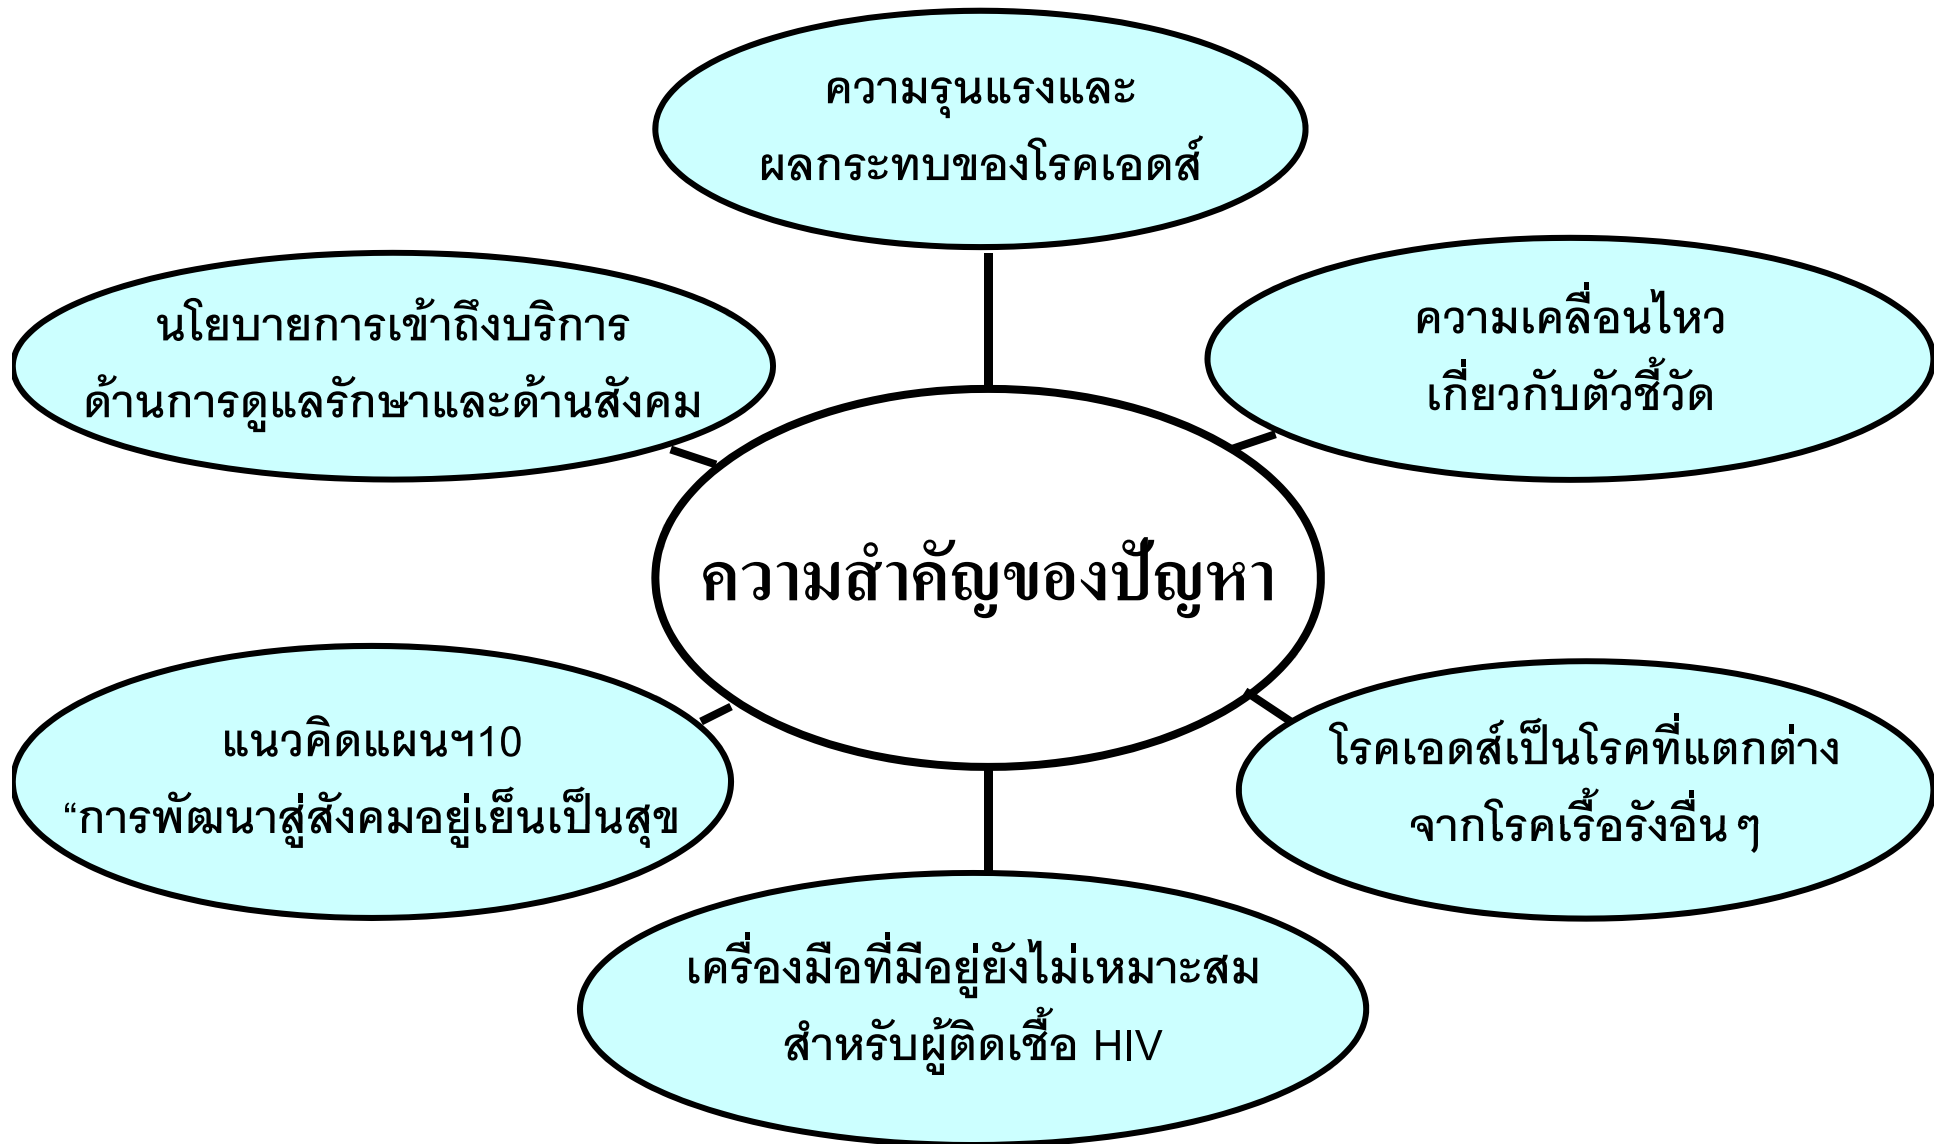 ความรุนแรงและ
ผลกระทบของโรคเอดส์
นโยบายการเข้าถึงบริการ
ด้านการดูแลรักษาและด้านสังคม
ความเคลื่อนไหว
เกี่ยวกับตัวชี้วัด
ความสำคัญของปัญหา
แนวคิดแผนฯ10
“การพัฒนาสู่สังคมอยู่เย็นเป็นสุข
โรคเอดส์เป็นโรคที่แตกต่าง
จากโรคเรื้อรังอื่น ๆ
เครื่องมือที่มีอยู่ยังไม่เหมาะสม
สำหรับผู้ติดเชื้อ HIV